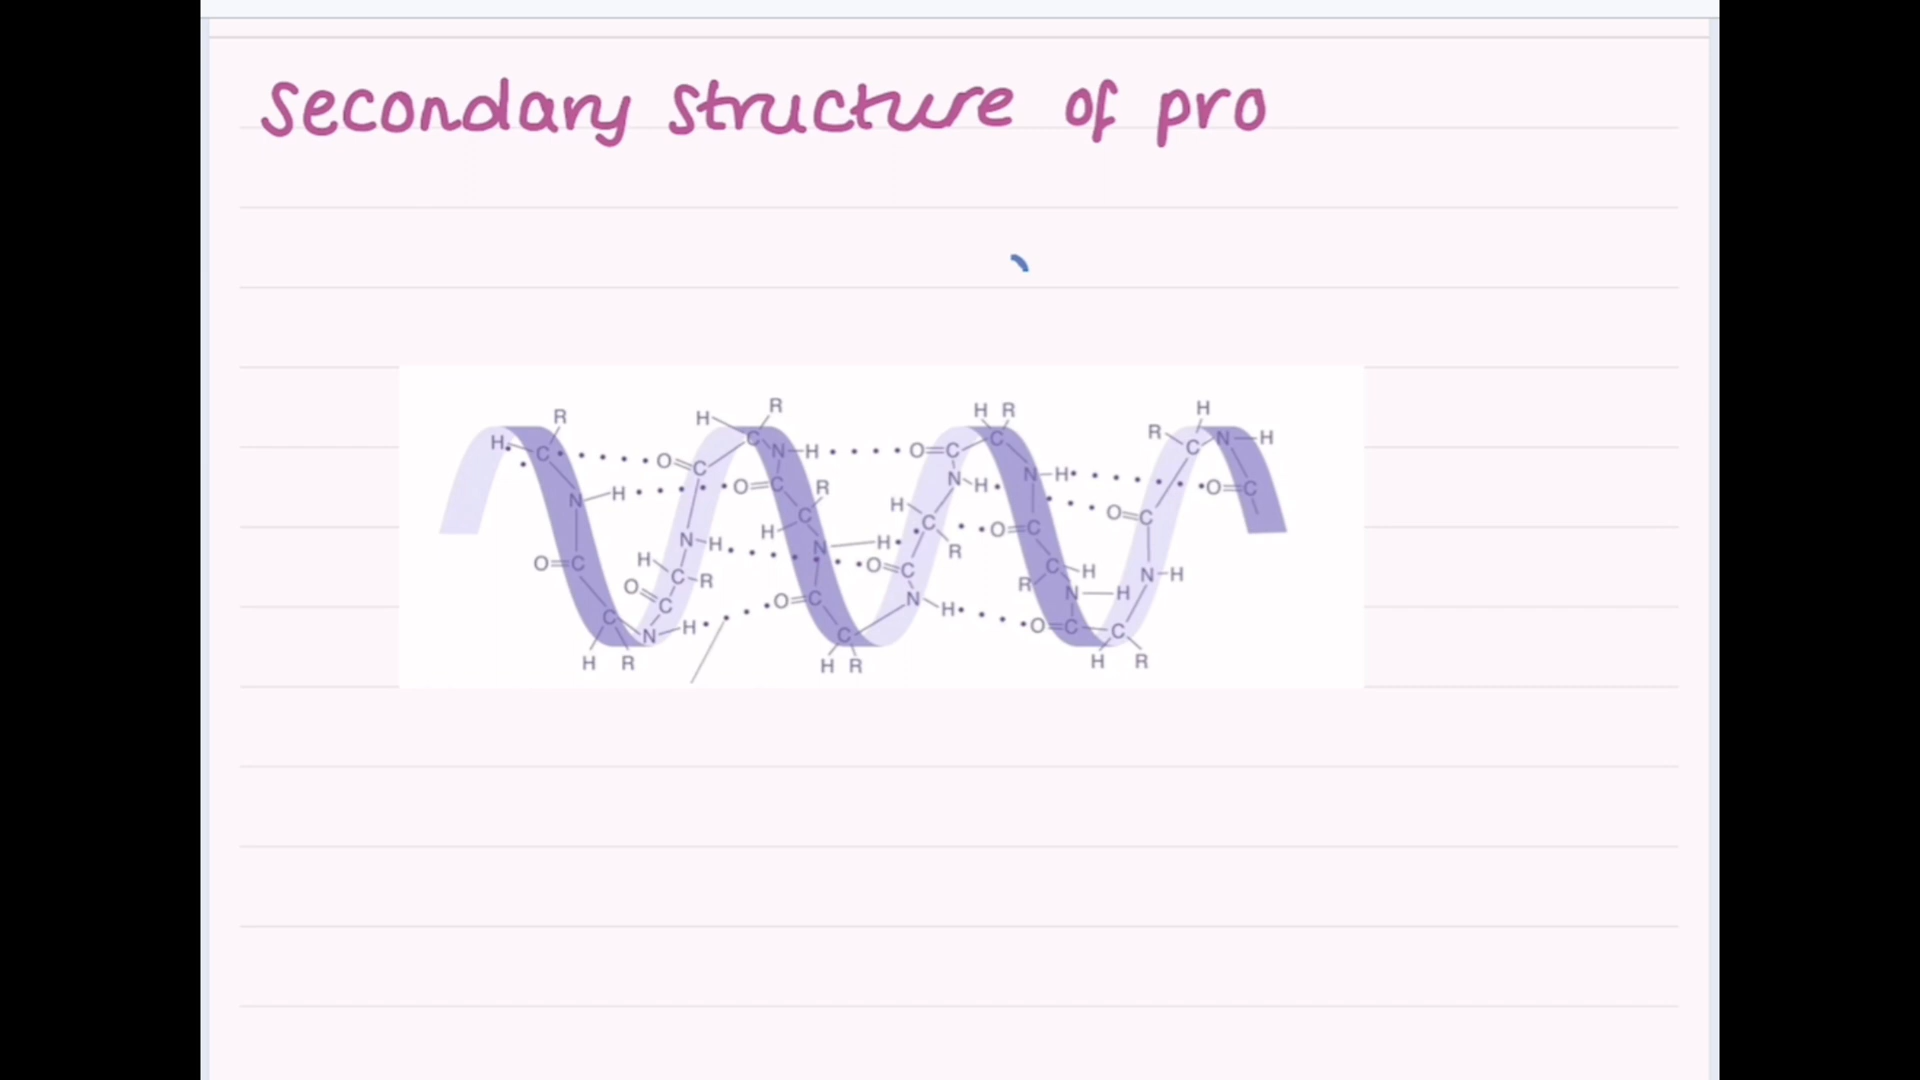 Secondary structure of pro
H R H R H R H
H C O C C N H O C C R C N H
N H O C R N H N H O C
H C H C O C
O C N H N H O C R
H C R O C C H N H
O C C N H R N H
C N H O C N H O C C
H R H R H R